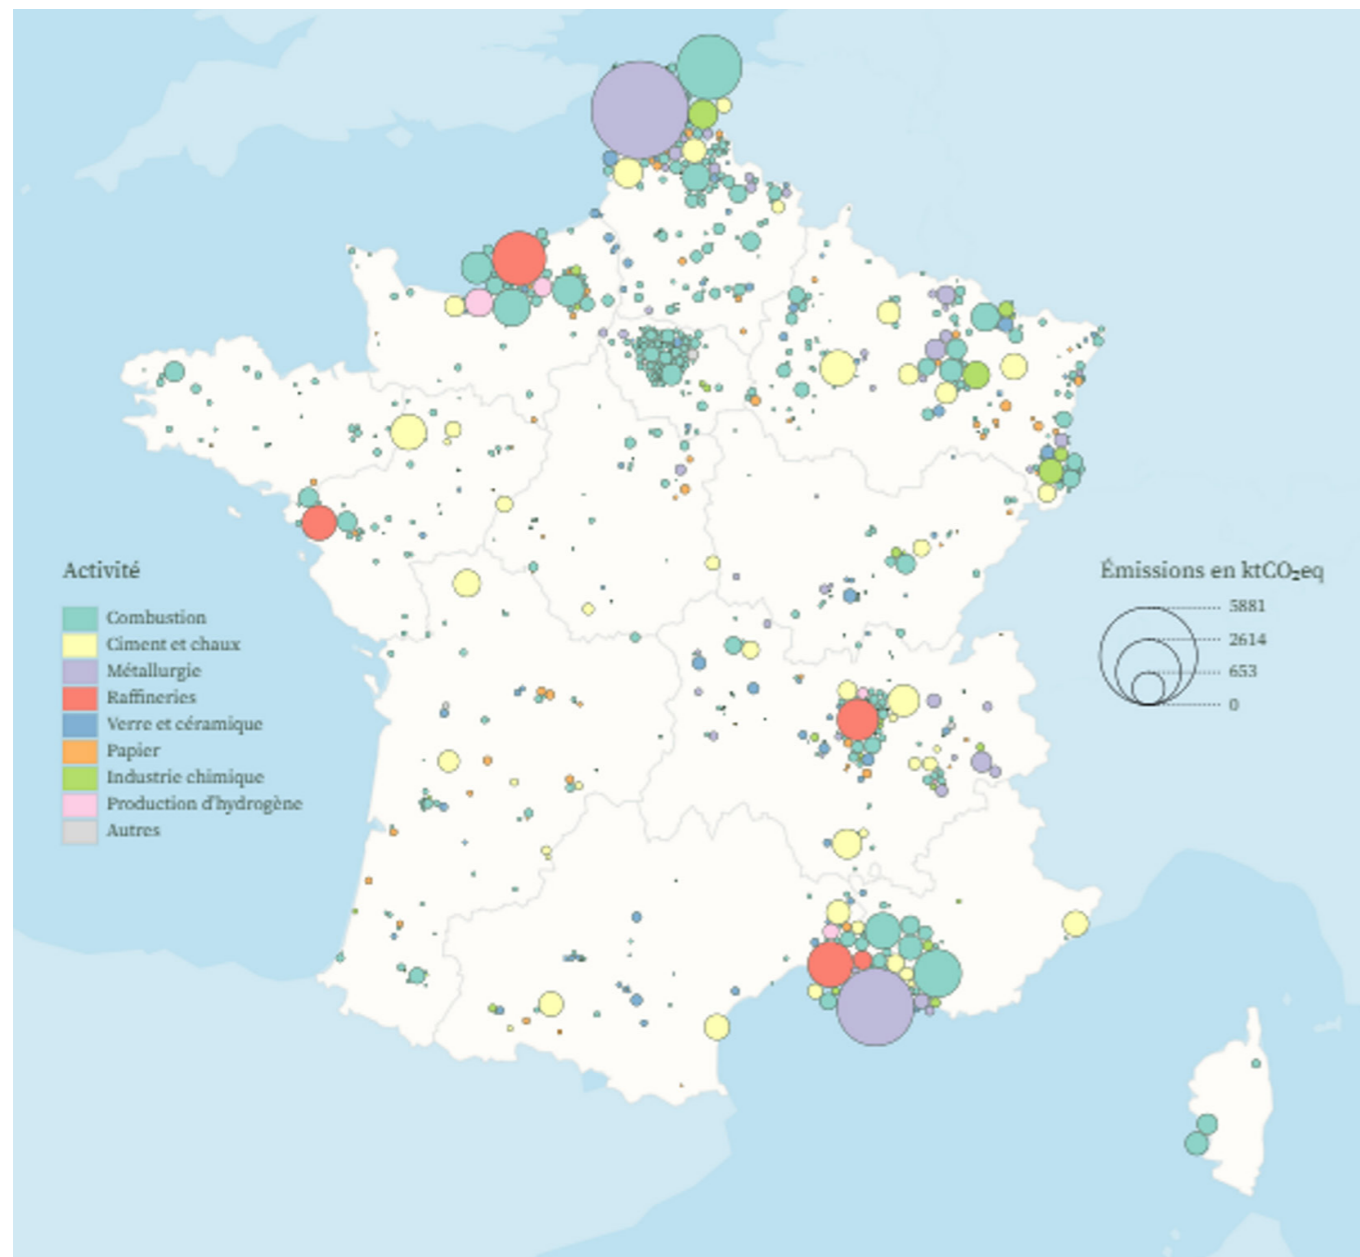 Activité
Combustion
Ciment et chaux
Métallurgie
Raffineries
Verre et céramique
Papier
Industrie chimique
Production d'hydrogène
Autres
Émissions en ktCO₂eq
5881
2614
653
0